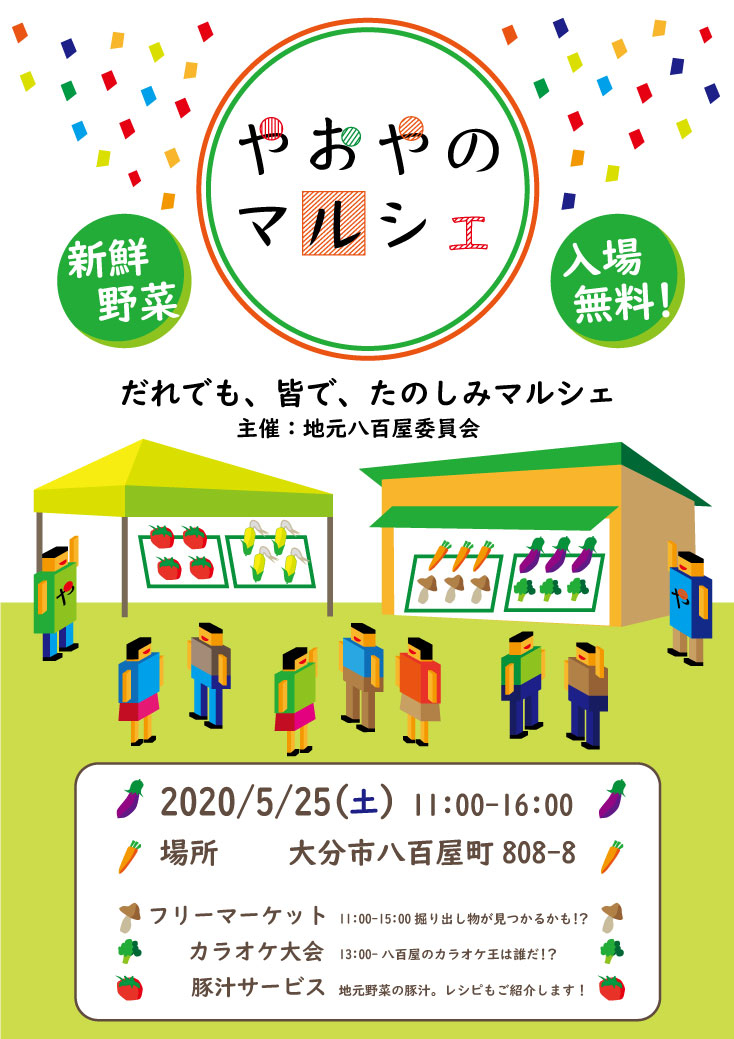 やおやの
マルシェ
新鮮
野菜
入場
無料！
だれでも、皆で、たのしみマルシェ
主催：地元八百屋委員会
や
や
2020/5/25(土) 11:00-16:00
場所 大分市八百屋町 808-8
フリーマーケット 11:00-15:00 掘り出し物が見つかるかも!?
カラオケ大会 13:00- 八百屋のカラオケ王は誰だ!?
豚汁サービス 地元野菜の豚汁。レシピもご紹介します！